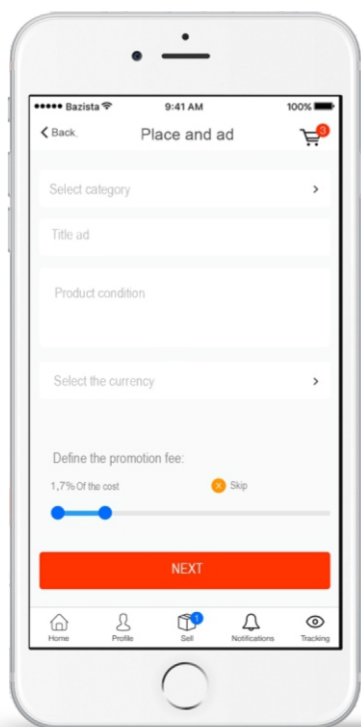 Bazista 9:41 AM 100%
Back. Place and ad 3
Select category
Title ad
Product condition
Select the currency
Define the promotion fee:
1,7% Of the cost Skip
NEXT
1
Home Profile Sell Notifications Tracking